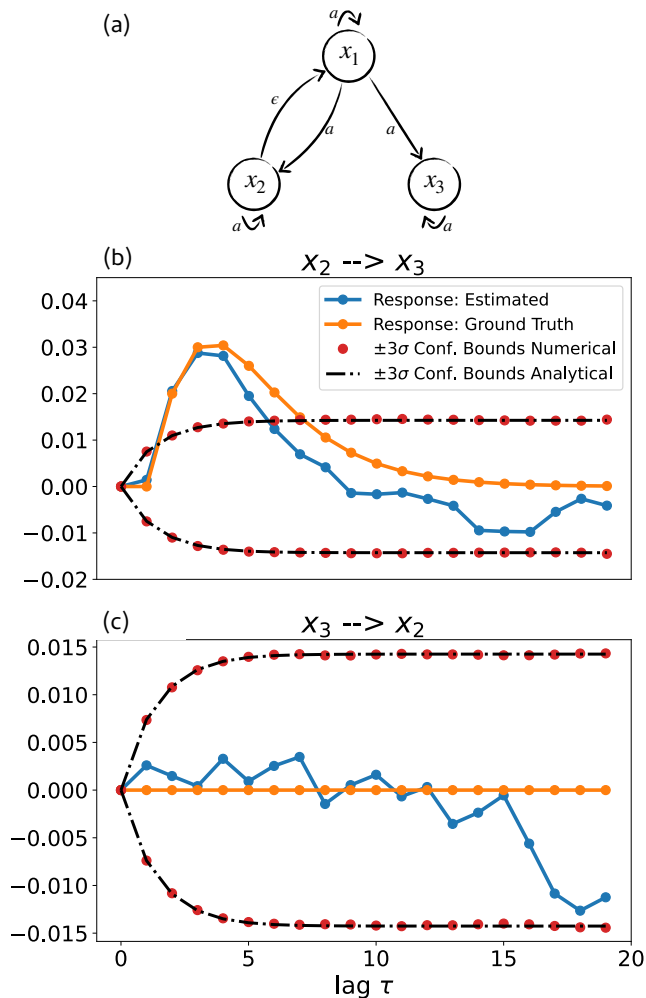 (a)
a
x₁
ϵ
a
a
x₂
x₃
a
a
(b)
x₂ --> x₃
0.04
0.03
0.02
0.01
0.00
−0.01
−0.02
Response: Estimated
Response: Ground Truth
±3σ Conf. Bounds Numerical
±3σ Conf. Bounds Analytical
(c)
x₃ --> x₂
0.015
0.010
0.005
0.000
−0.005
−0.010
−0.015
0 5 10 15 20
lag τ